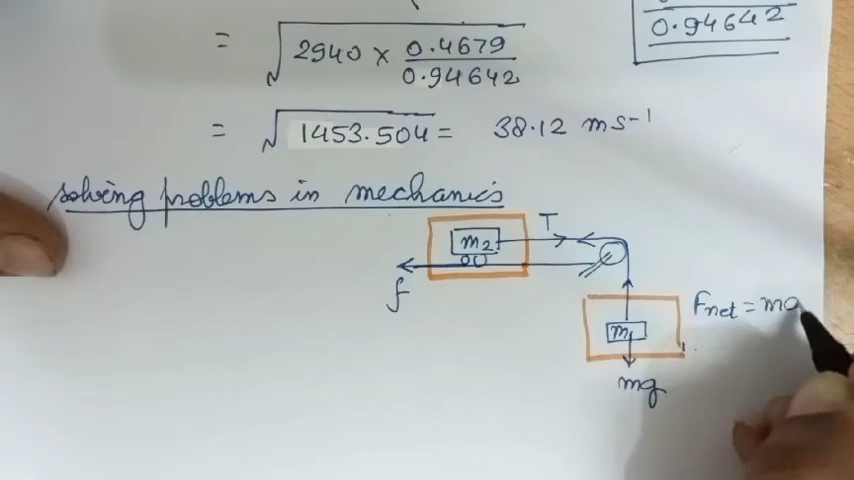 0.94642
= √2940 × 0.4679/0.94642
= √1453.504 = 38.12 ms⁻¹
solving problems in mechanics
m₂ T
f
m₁ Fnet = ma
mg